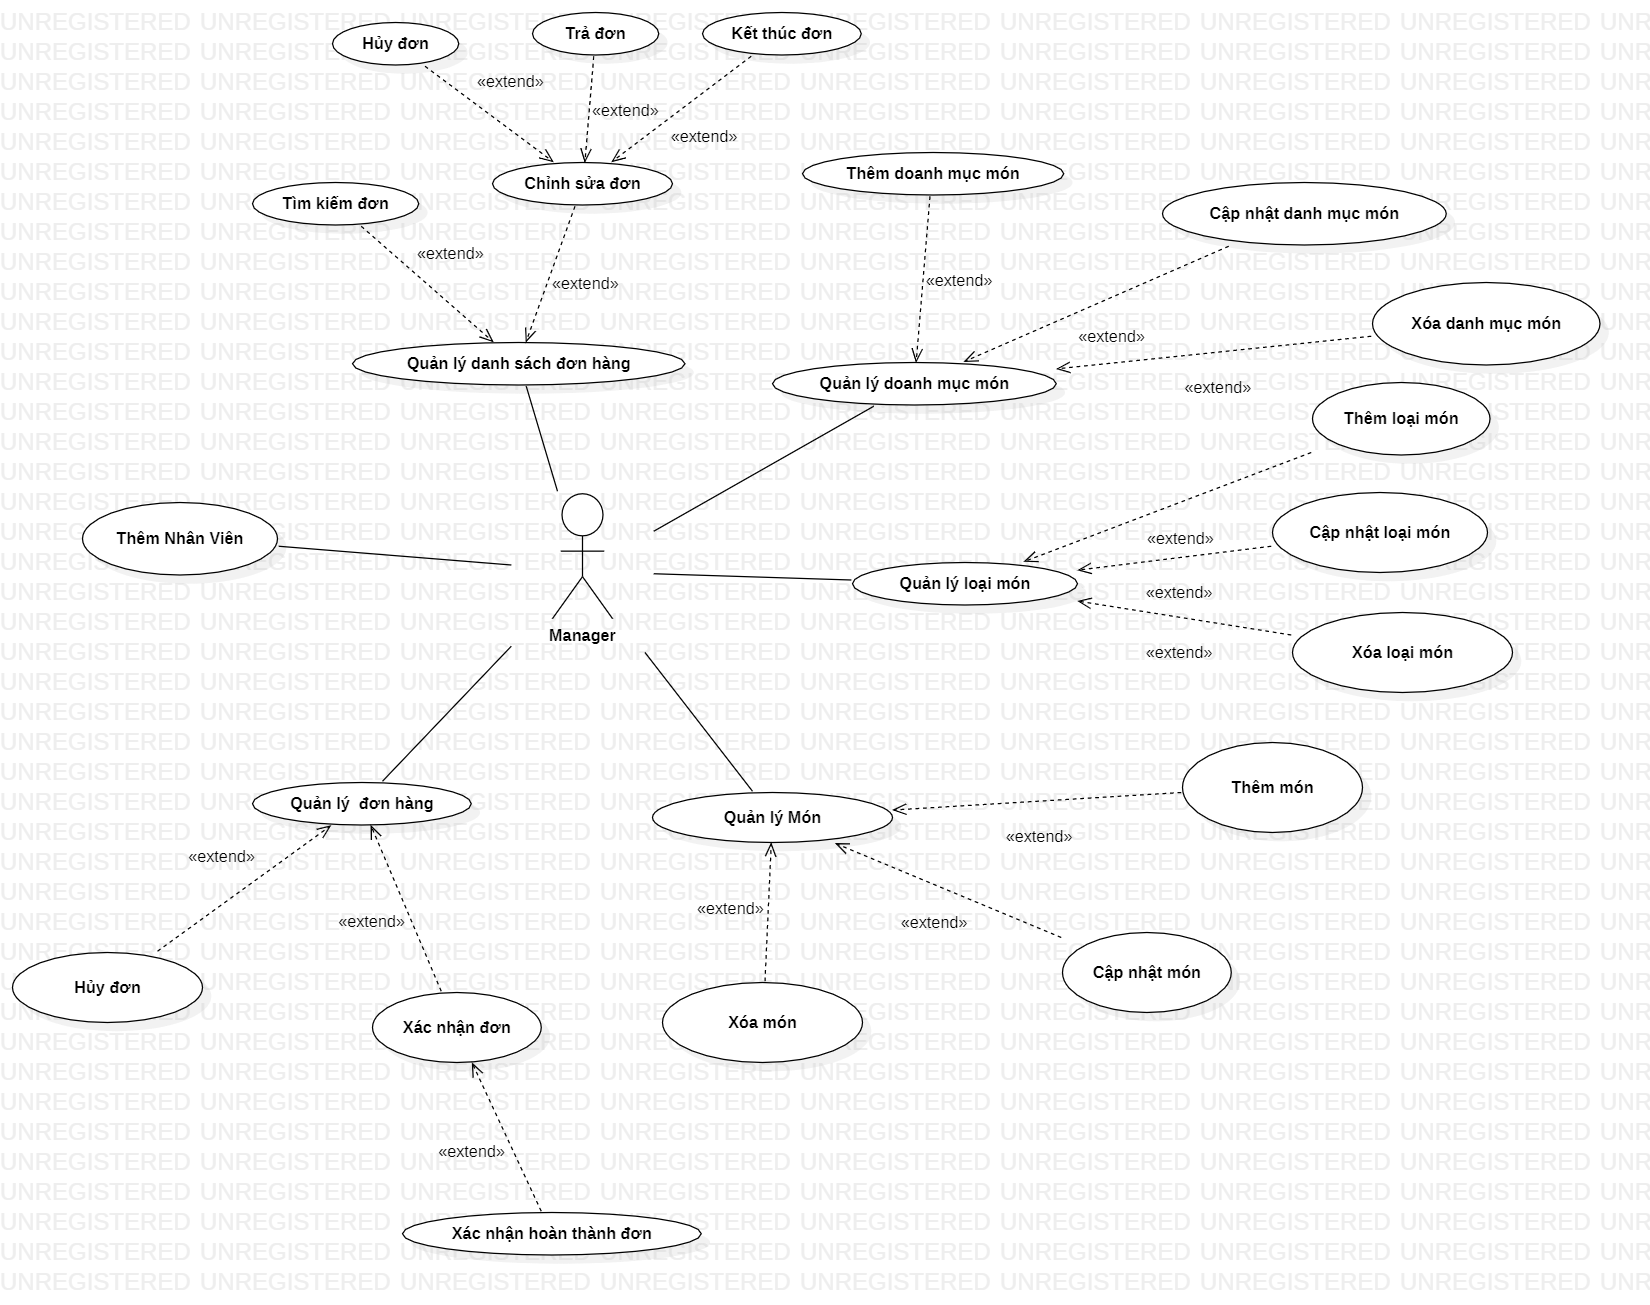 Hủy đơn
Trả đơn
Kết thúc đơn
«extend»
«extend»
«extend»
Chỉnh sửa đơn
Tìm kiếm đơn
«extend»
«extend»
Quản lý danh sách đơn hàng
Thêm doanh mục món
Cập nhật danh mục món
«extend»
Xóa danh mục món
«extend»
«extend»
Quản lý doanh mục món
Thêm loại món
Cập nhật loại món
«extend»
Quản lý loại món
«extend»
Xóa loại món
«extend»
Thêm Nhân Viên
Manager
Quản lý  đơn hàng
«extend»
«extend»
Hủy đơn
Xác nhận đơn
«extend»
Xác nhận hoàn thành đơn
Quản lý Món
Thêm món
«extend»
«extend»
«extend»
Cập nhật món
Xóa món
UNREGISTERED